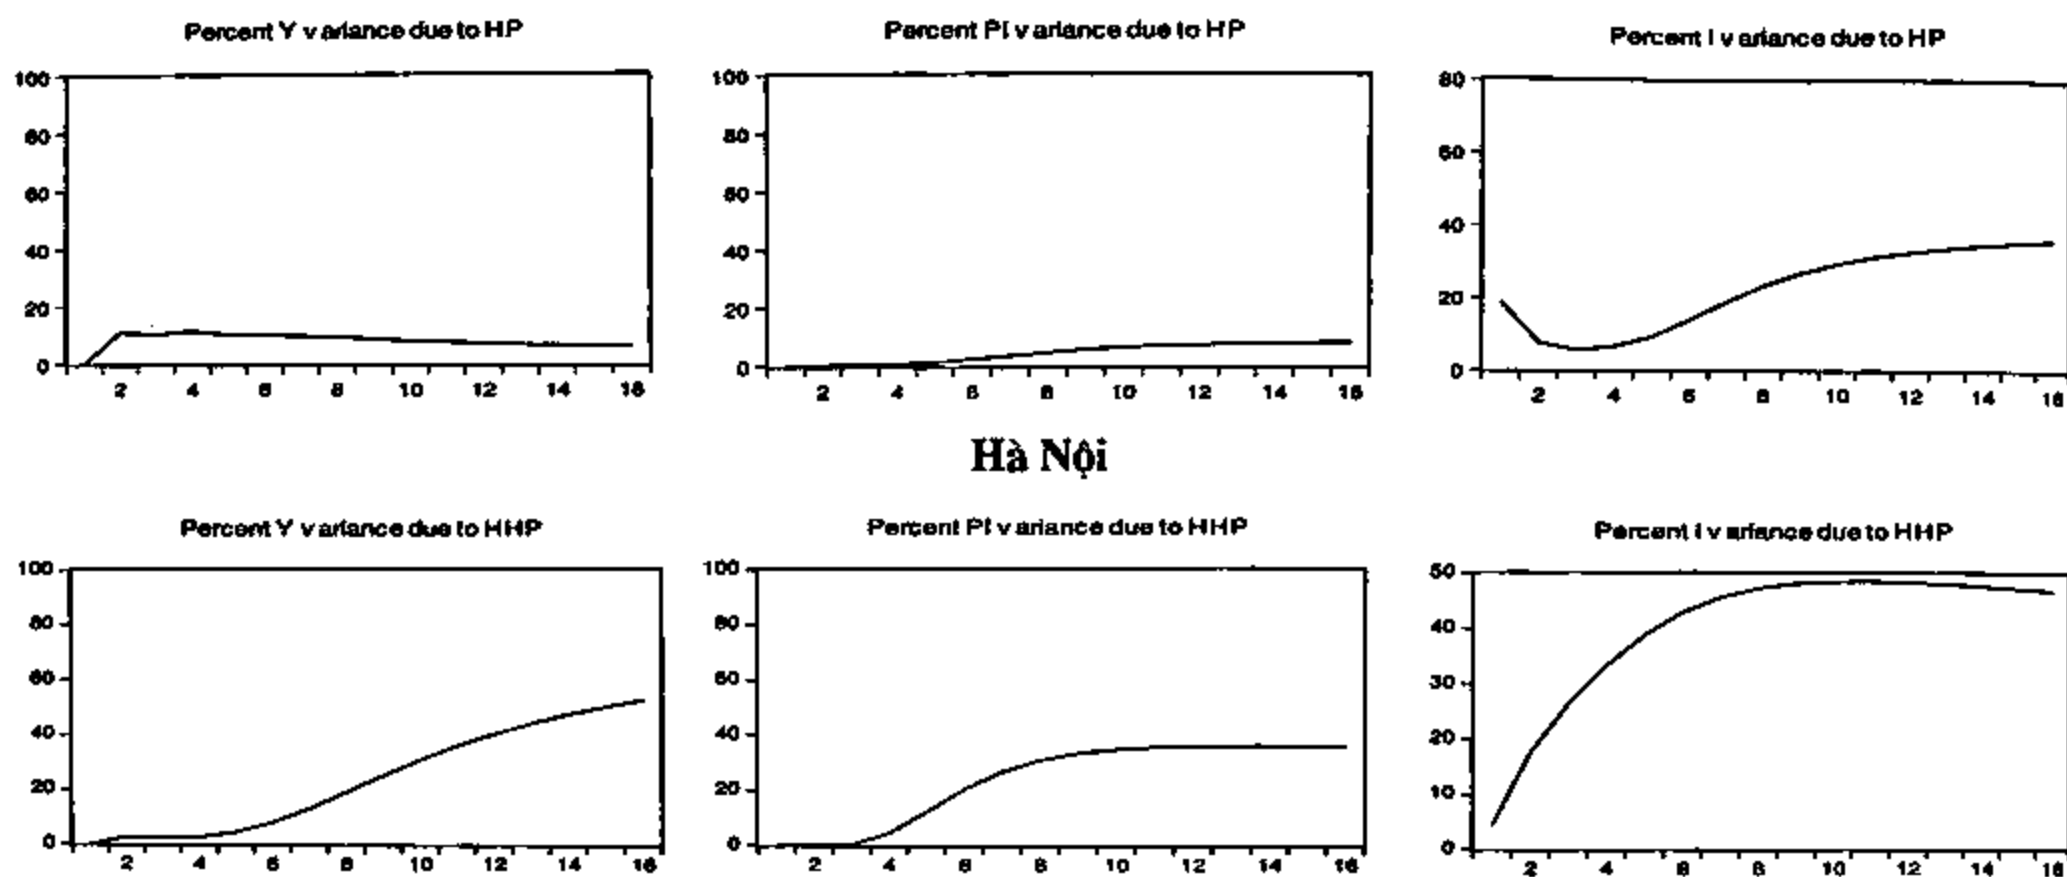 Percent Y variance due to HP
100
80
60
40
20
0
2 4 6 8 10 12 14 16
Percent PI variance due to HP
100
80
60
40
20
0
2 4 6 8 10 12 14 16
Percent I variance due to HP
80
60
40
20
0
2 4 6 8 10 12 14 16
Hà Nội
Percent Y variance due to HHP
100
80
60
40
20
0
2 4 6 8 10 12 14 16
Percent PI variance due to HHP
100
80
60
40
20
0
2 4 6 8 10 12 14 16
Percent I variance due to HHP
50
40
30
20
10
0
2 4 6 8 10 12 14 16